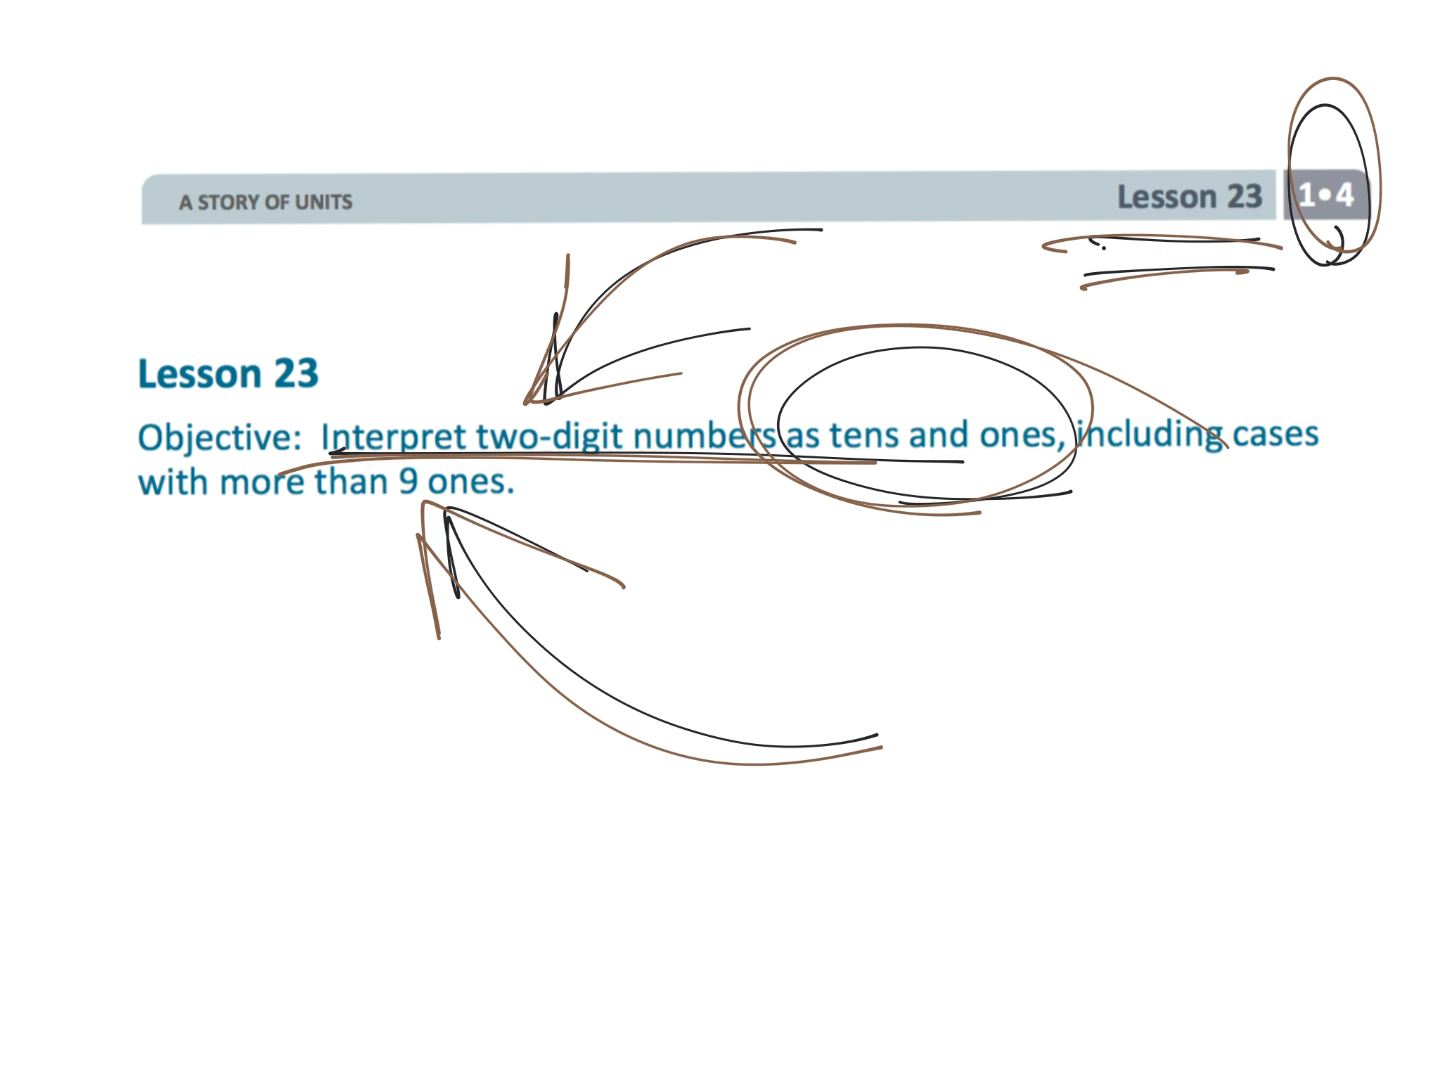 A STORY OF UNITS
Lesson 23
1•4
Lesson 23
Objective: Interpret two-digit numbers as tens and ones, including cases
with more than 9 ones.